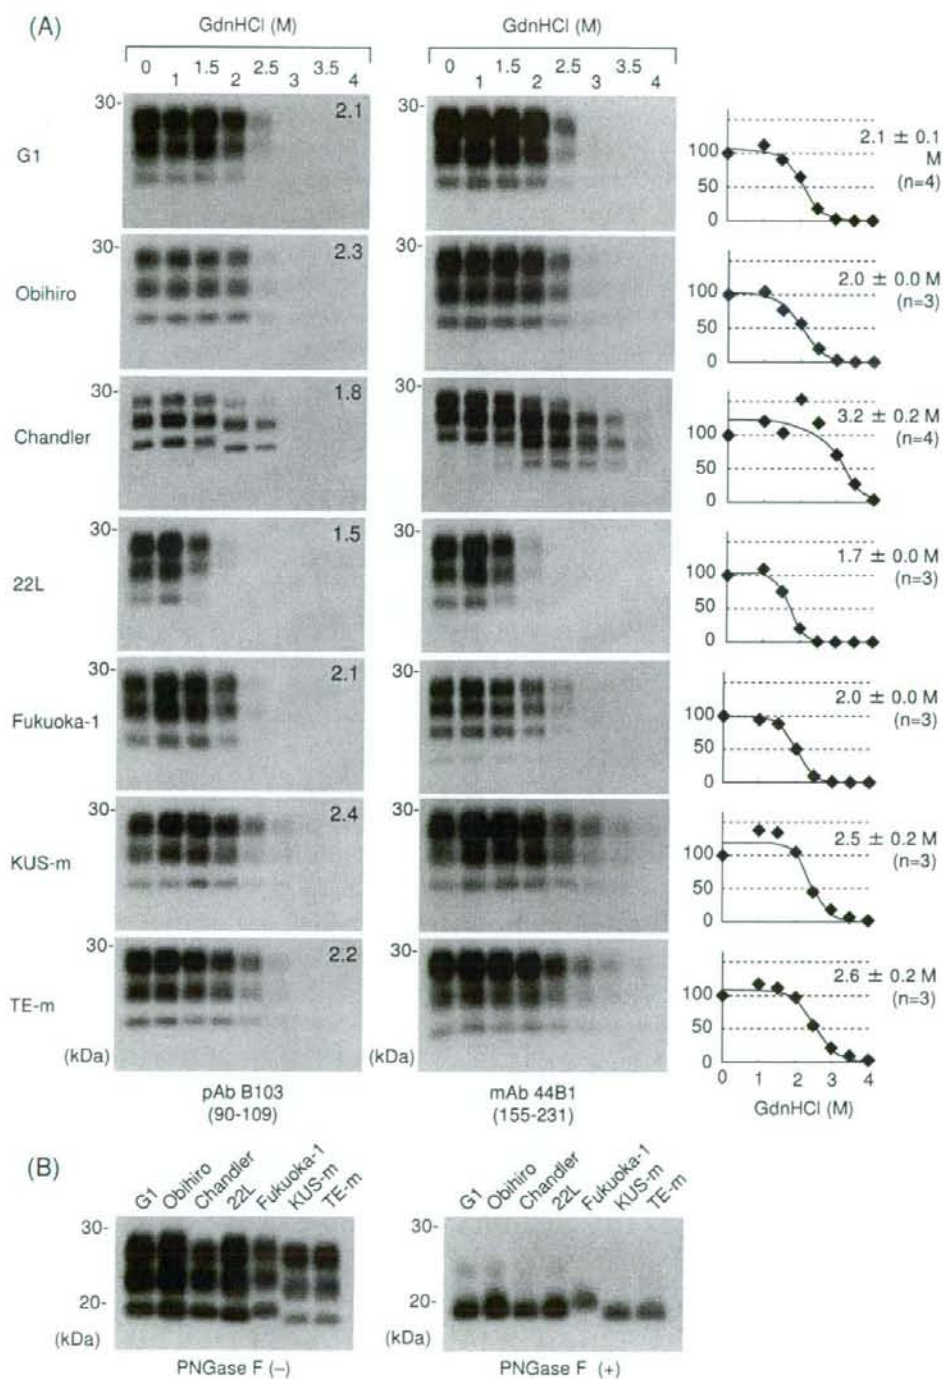 (A)
GdnHCl (M)
GdnHCl (M)
0 1.5 2.5 3.5
1 2 3 4
0 1.5 2.5 3.5
1 2 3 4
G1
30-
2.1
100
50
0
2.1 ± 0.1
M
(n=4)
Obihiro
30-
2.3
30-
100
50
0
2.0 ± 0.0 M
(n=3)
Chandler
30-
1.8
30-
100
50
0
3.2 ± 0.2 M
(n=4)
22L
30-
1.5
30-
100
50
0
1.7 ± 0.0 M
(n=3)
Fukuoka-1
30-
2.1
30-
100
50
0
2.0 ± 0.0 M
(n=3)
KUS-m
30-
2.4
30-
100
50
0
2.5 ± 0.2 M
(n=3)
TE-m
30-
2.2
30-
100
50
0
2.6 ± 0.2 M
(n=3)
(kDa)
(kDa)
0 1 2 3 4
GdnHCl (M)
pAb B103
(90-109)
mAb 44B1
(155-231)
(B)
G1 Obihiro Chandler 22L Fukuoka-1 KUS-m TE-m
30-
20-
(kDa)
PNGase F (–)
G1 Obihiro Chandler 22L Fukuoka-1 KUS-m TE-m
30-
20-
(kDa)
PNGase F (+)